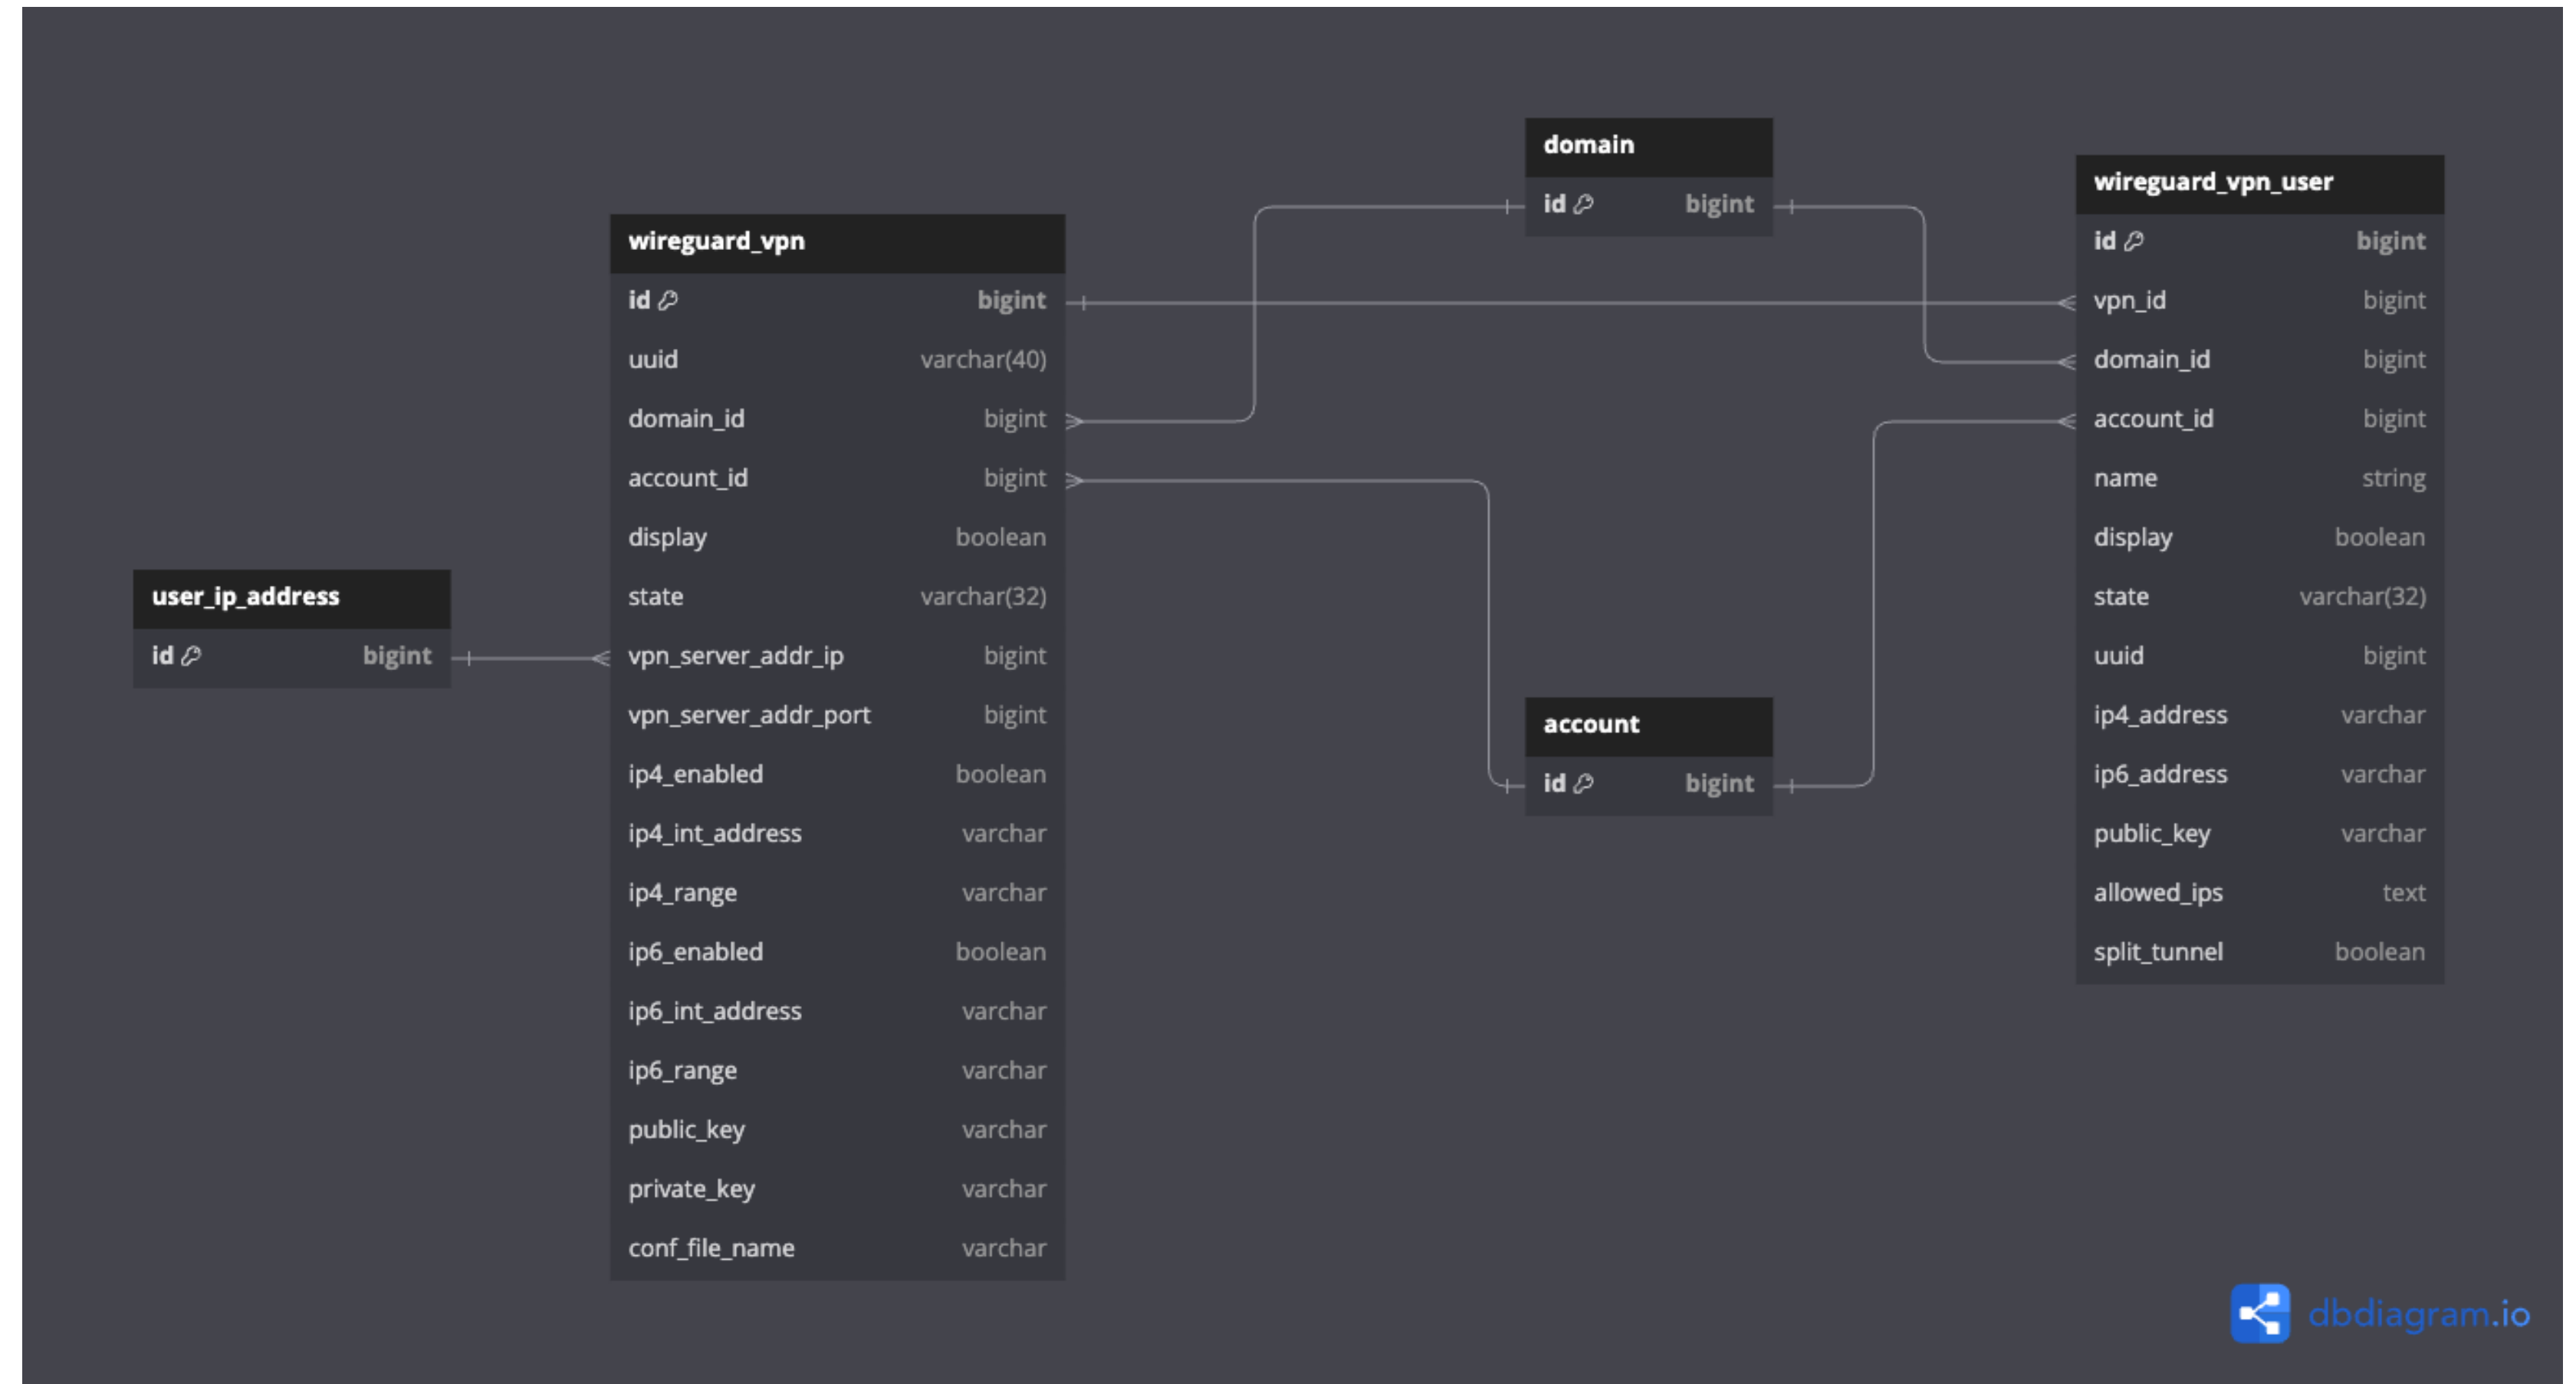 user_ip_address
id bigint
wireguard_vpn
id bigint
uuid varchar(40)
domain_id bigint
account_id bigint
display boolean
state varchar(32)
vpn_server_addr_ip bigint
vpn_server_addr_port bigint
ip4_enabled boolean
ip4_int_address varchar
ip4_range varchar
ip6_enabled boolean
ip6_int_address varchar
ip6_range varchar
public_key varchar
private_key varchar
conf_file_name varchar
domain
id bigint
account
id bigint
wireguard_vpn_user
id bigint
vpn_id bigint
domain_id bigint
account_id bigint
name string
display boolean
state varchar(32)
uuid bigint
ip4_address varchar
ip6_address varchar
public_key varchar
allowed_ips text
split_tunnel boolean
dbdiagram.io